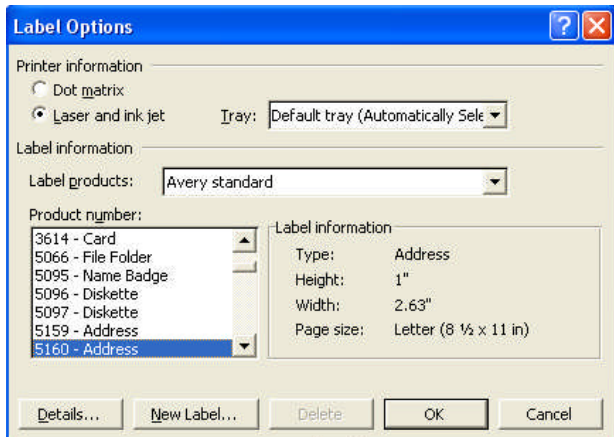 Label Options
Printer information
Dot matrix
Laser and ink jet Tray: Default tray (Automatically Sele
Label information
Label products: Avery standard
Product number:
3614 - Card
5066 - File Folder
5095 - Name Badge
5096 - Diskette
5097 - Diskette
5159 - Address
5160 - Address
Label information
Type: Address
Height: 1"
Width: 2.63"
Page size: Letter (8 ½ x 11 in)
Details... New Label... Delete OK Cancel